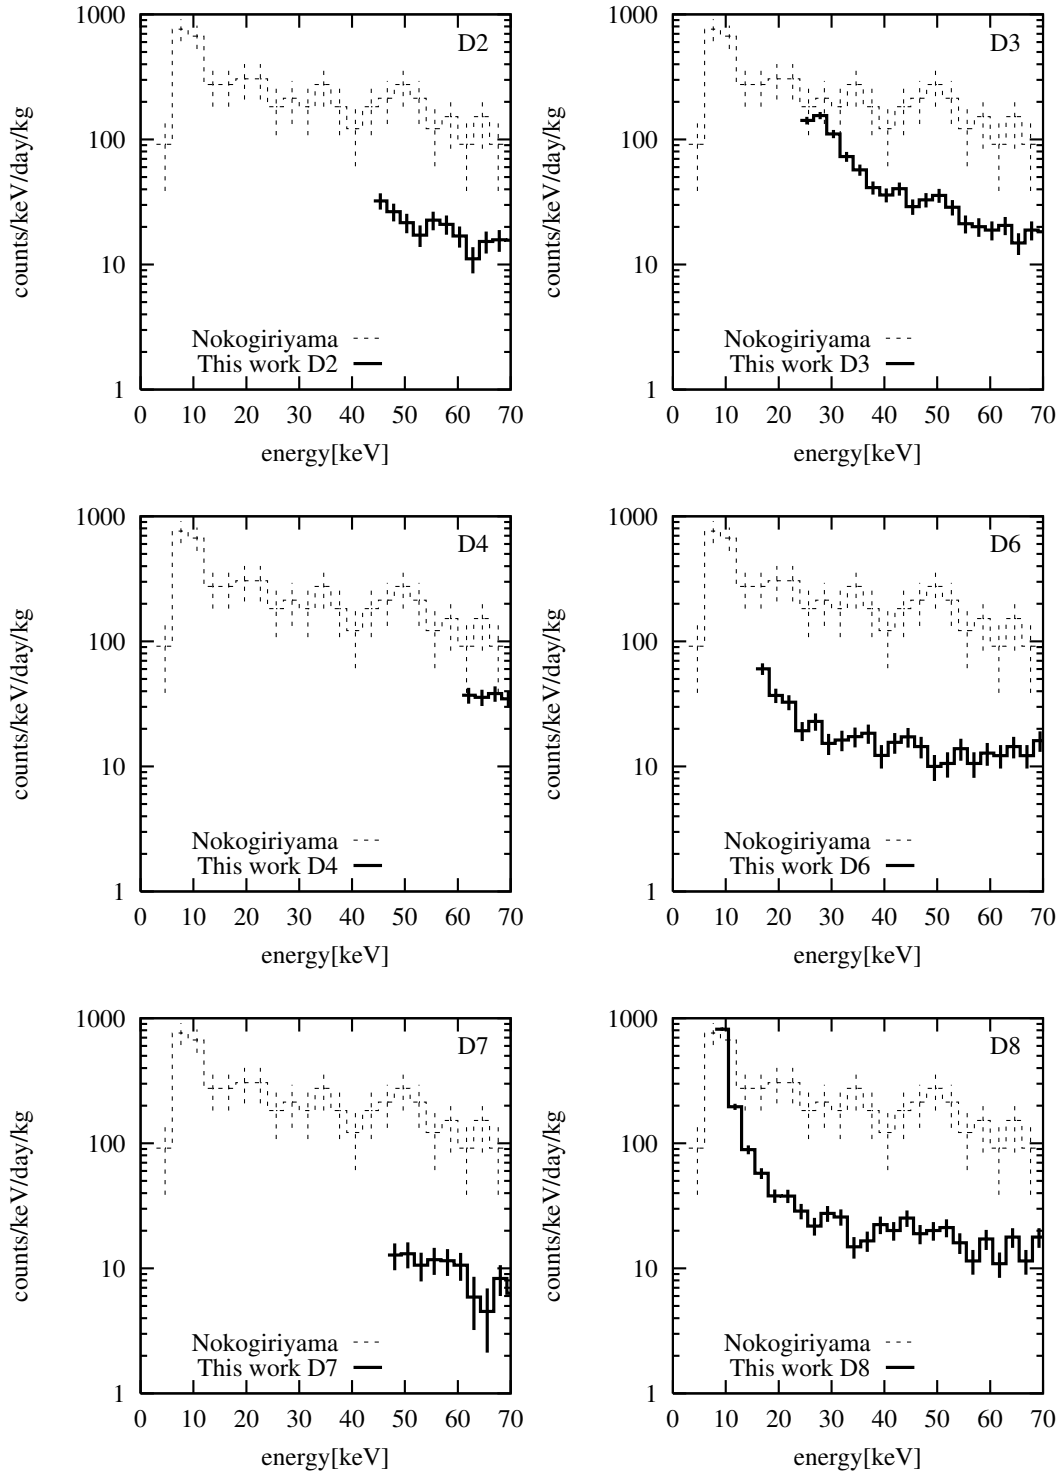 1000
100
10
1
counts/keV/day/kg
D2
Nokogiriyama
This work D2
0 10 20 30 40 50 60 70
energy[keV]
1000
100
10
1
counts/keV/day/kg
D3
Nokogiriyama
This work D3
0 10 20 30 40 50 60 70
energy[keV]
1000
100
10
1
counts/keV/day/kg
D4
Nokogiriyama
This work D4
0 10 20 30 40 50 60 70
energy[keV]
1000
100
10
1
counts/keV/day/kg
D6
Nokogiriyama
This work D6
0 10 20 30 40 50 60 70
energy[keV]
1000
100
10
1
counts/keV/day/kg
D7
Nokogiriyama
This work D7
0 10 20 30 40 50 60 70
energy[keV]
1000
100
10
1
counts/keV/day/kg
D8
Nokogiriyama
This work D8
0 10 20 30 40 50 60 70
energy[keV]